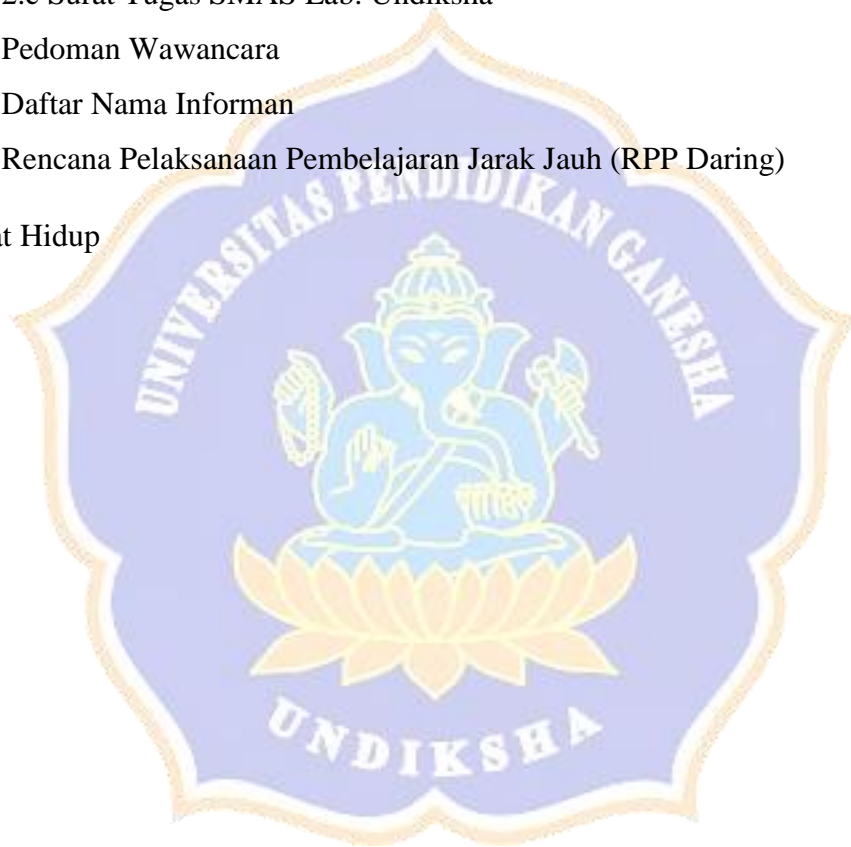 2.c Surat Tugas SMAS Lab. Undiksha
Pedoman Wawancara
Daftar Nama Informan
Rencana Pelaksanaan Pembelajaran Jarak Jauh (RPP Daring)
at Hidup
UNIVERSITAS PENDIDIKAN GANESHA
UNDIKSHA